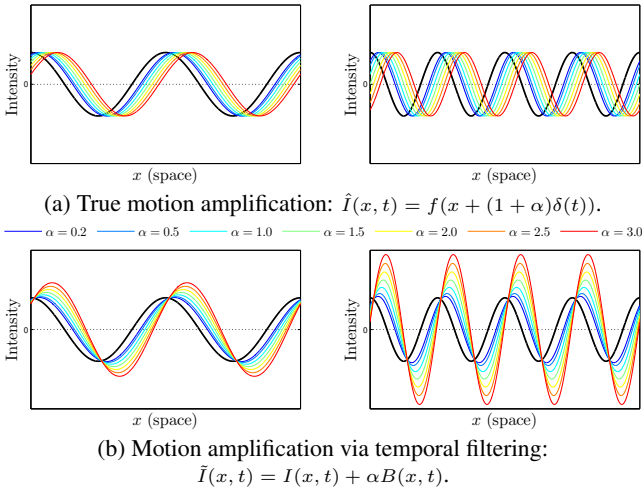 Intensity
0
x (space)
Intensity
0
x (space)
(a) True motion amplification: Î(x, t) = f(x + (1 + α)δ(t)).
α = 0.2 α = 0.5 α = 1.0 α = 1.5 α = 2.0 α = 2.5 α = 3.0
Intensity
0
x (space)
Intensity
0
x (space)
(b) Motion amplification via temporal filtering:
Ĩ(x, t) = I(x, t) + αB(x, t).